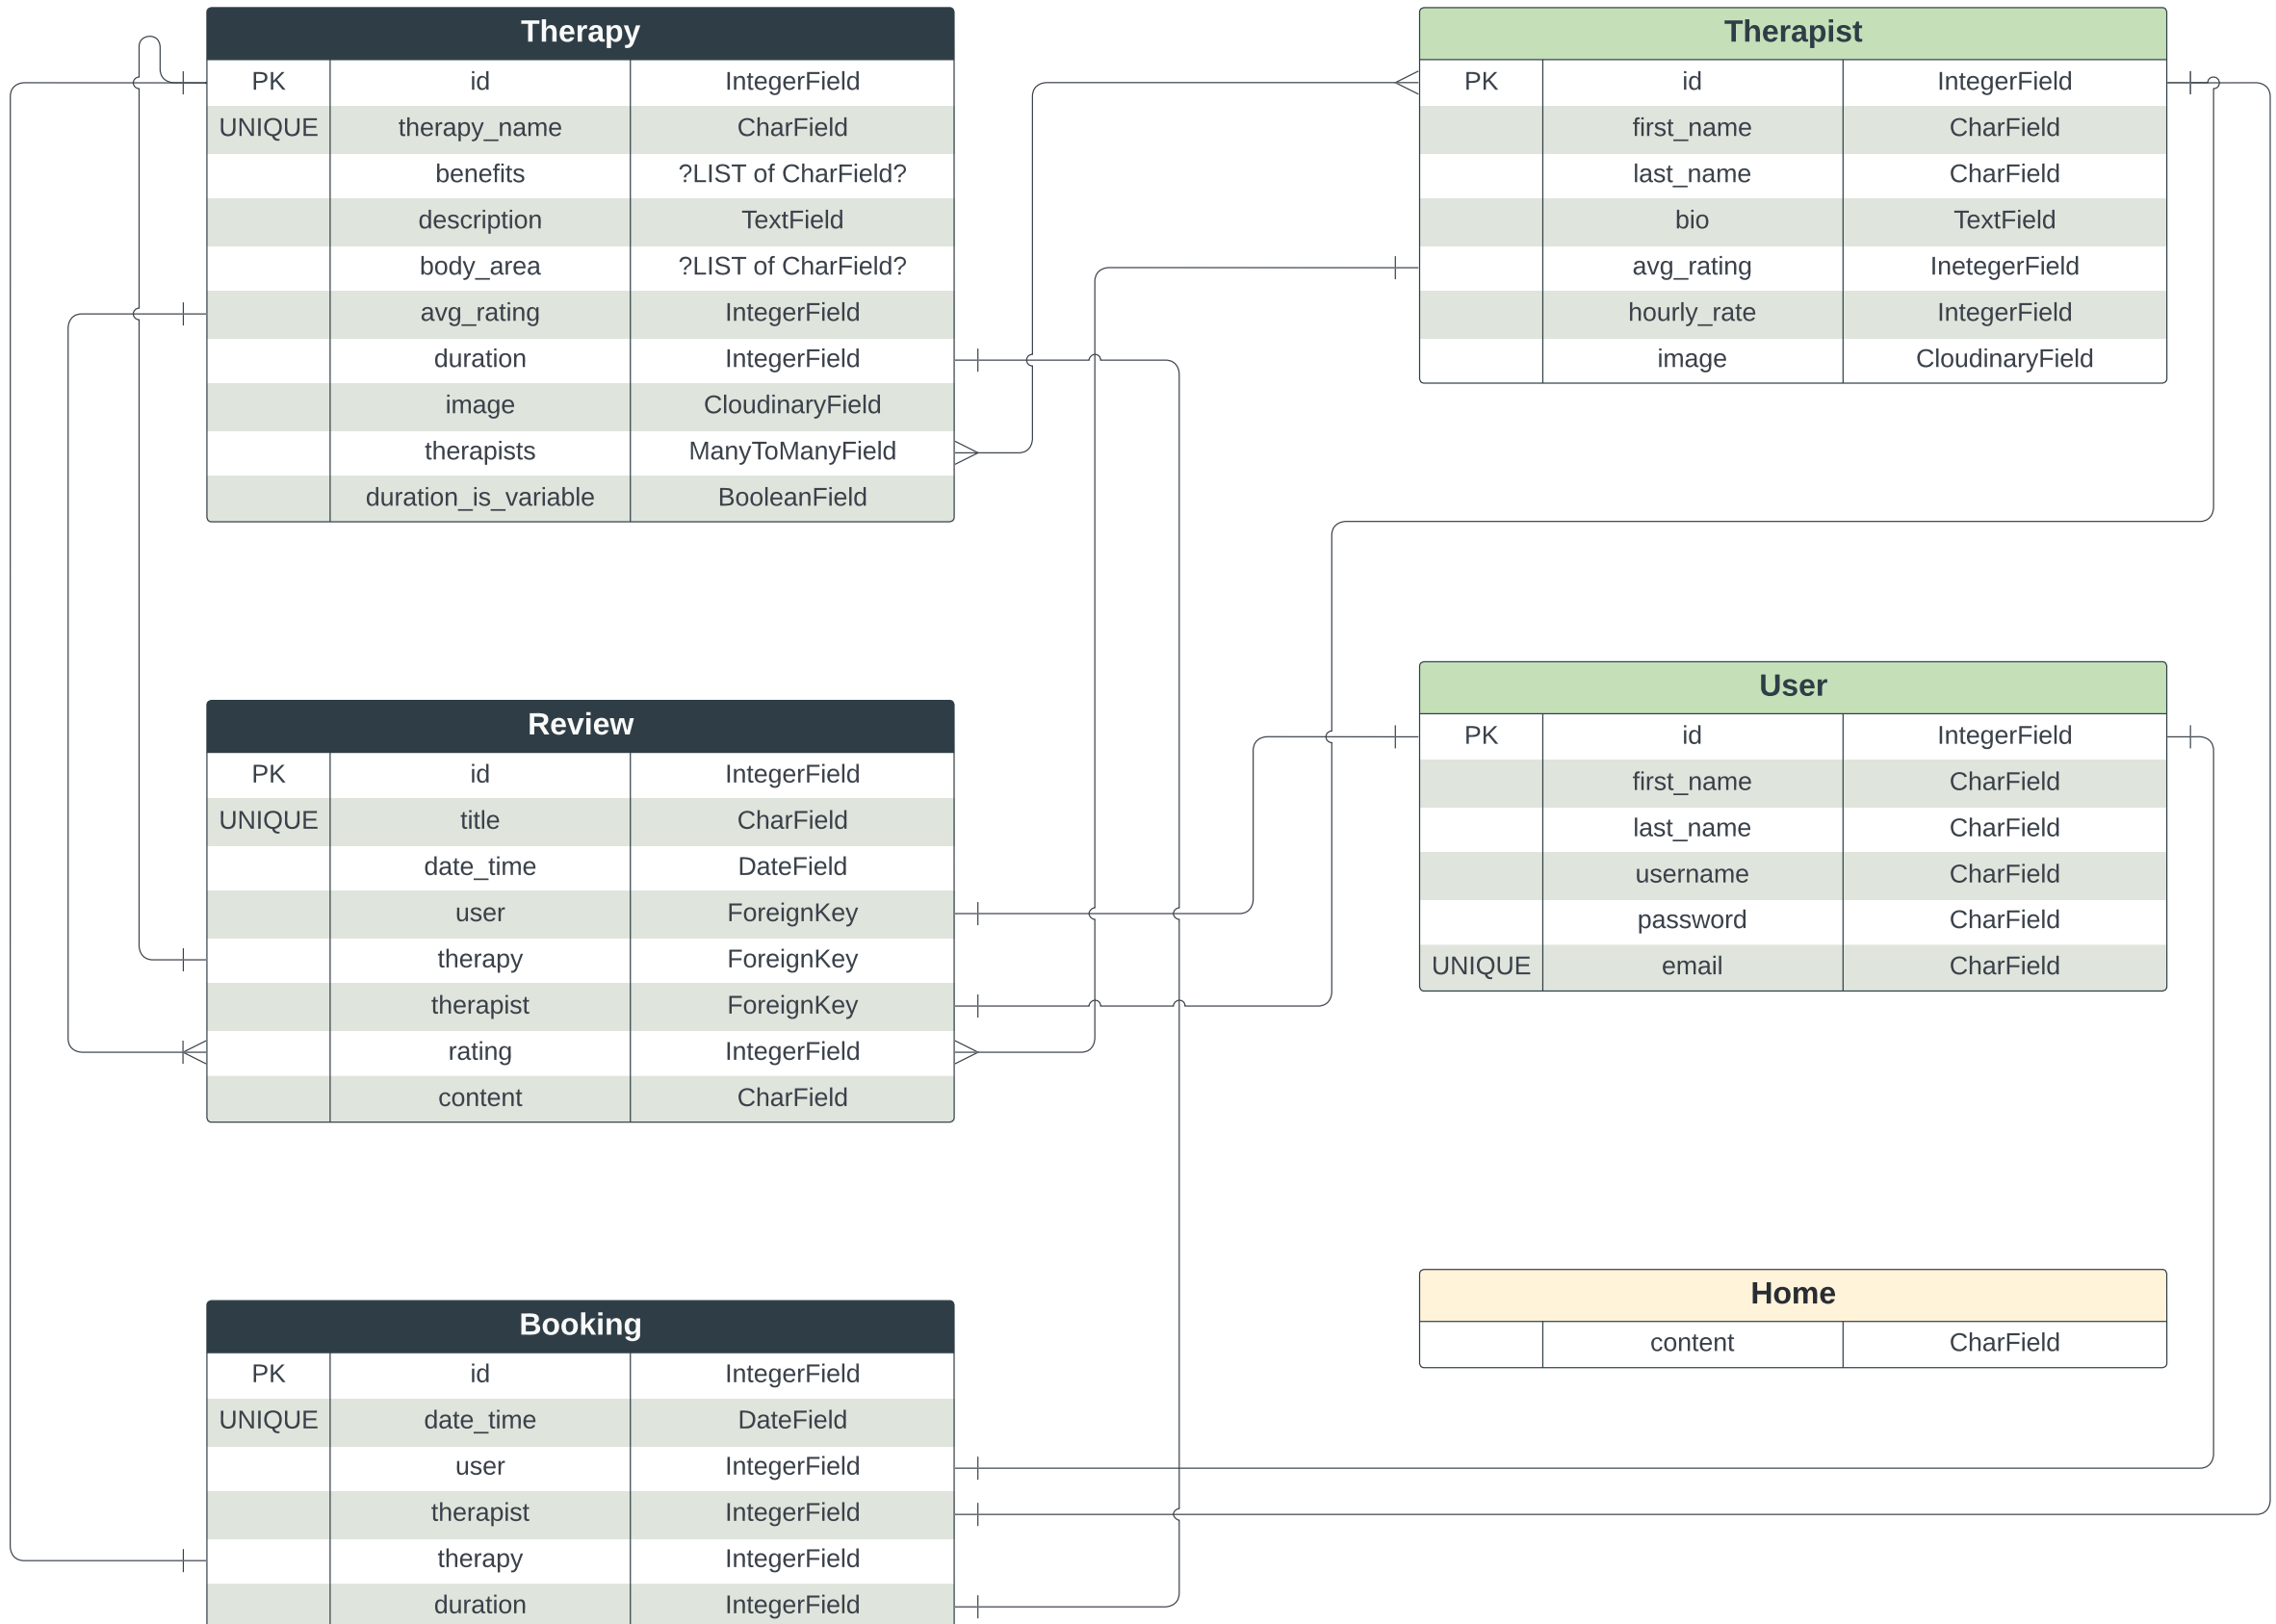 Therapy
PK id IntegerField
UNIQUE therapy_name CharField
benefits ?LIST of CharField?
description TextField
body_area ?LIST of CharField?
avg_rating IntegerField
duration IntegerField
image CloudinaryField
therapists ManyToManyField
duration_is_variable BooleanField
Therapist
PK id IntegerField
first_name CharField
last_name CharField
bio TextField
avg_rating InetegerField
hourly_rate IntegerField
image CloudinaryField
Review
PK id IntegerField
UNIQUE title CharField
date_time DateField
user ForeignKey
therapy ForeignKey
therapist ForeignKey
rating IntegerField
content CharField
User
PK id IntegerField
first_name CharField
last_name CharField
username CharField
password CharField
UNIQUE email CharField
Home
content CharField
Booking
PK id IntegerField
UNIQUE date_time DateField
user IntegerField
therapist IntegerField
therapy IntegerField
duration IntegerField